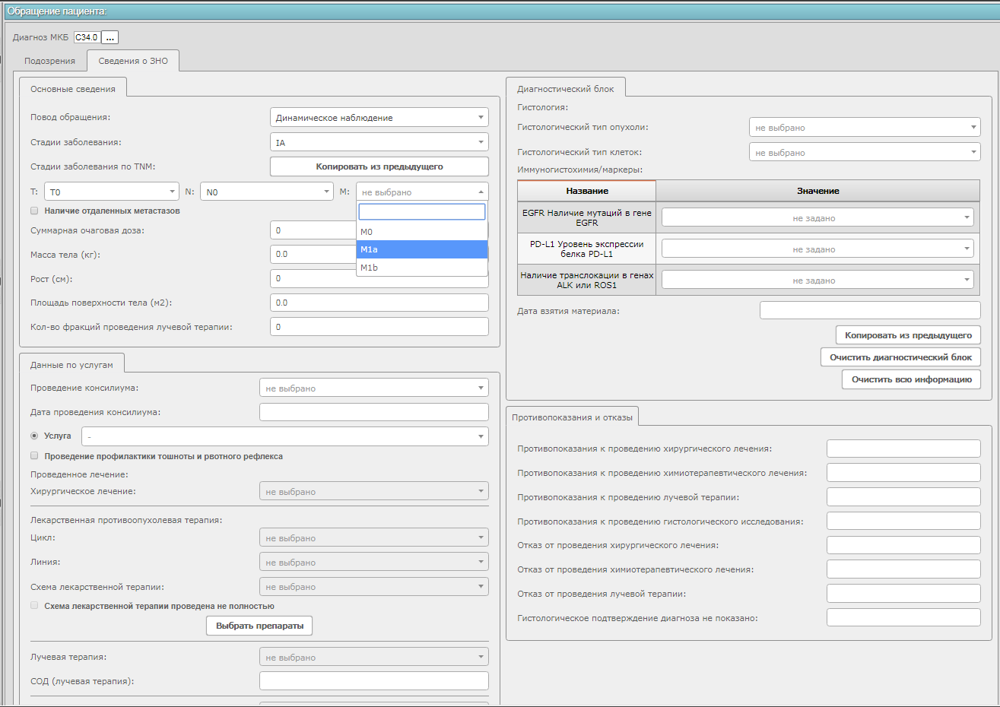 Обращение пациента:
Диагноз МКБ C34.0 ...
Подозрения Сведения о ЗНО
Основные сведения
Повод обращения: Динамическое наблюдение
Стадии заболевания: IA
Стадии заболевания по TNM: Копировать из предыдущего
T: T0 N: N0 M: не выбрано
Наличие отдаленных метастазов
M0
M1a
M1b
Суммарная очаговая доза: 0
Масса тела (кг): 0.0
Рост (см): 0
Площадь поверхности тела (м2): 0.0
Кол-во фракций проведения лучевой терапии: 0
Данные по услугам
Проведение консилиума: не выбрано
Дата проведения консилиума:
Услуга -
Проведение профилактики тошноты и рвотного рефлекса
Проведенное лечение:
Хирургическое лечение: не выбрано
Лекарственная противоопухолевая терапия:
Цикл: не выбрано
Линия: не выбрано
Схема лекарственной терапии: не выбрано
Схема лекарственной терапии проведена не полностью
Выбрать препараты
Лучевая терапия: не выбрано
СОД (лучевая терапия):
Диагностический блок
Гистология:
Гистологический тип опухоли: не выбрано
Гистологический тип клеток: не выбрано
Иммуногистохимия/маркеры:
Название Значение
EGFR Наличие мутаций в гене
EGFR не задано
PD-L1 Уровень экспрессии
белка PD-L1 не задано
Наличие транслокации в генах
ALK или ROS1 не задано
Дата взятия материала:
Копировать из предыдущего
Очистить диагностический блок
Очистить всю информацию
Противопоказания и отказы
Противопоказания к проведению хирургического лечения:
Противопоказания к проведению химиотерапевтического лечения:
Противопоказания к проведению лучевой терапии:
Противопоказания к проведению гистологического исследования:
Отказ от проведения хирургического лечения:
Отказ от проведения химиотерапевтического лечения:
Отказ от проведения лучевой терапии:
Гистологическое подтверждение диагноза не показано: